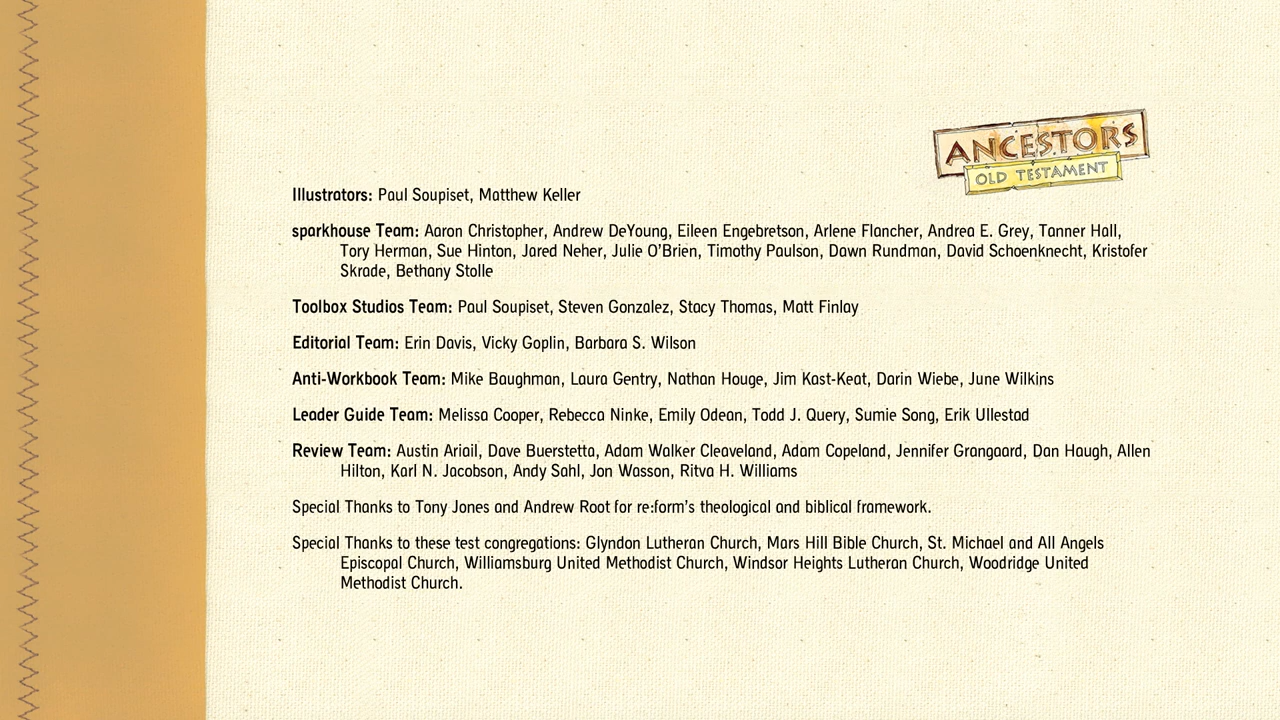 ANCESTORS
OLD TESTAMENT
Illustrators: Paul Soupiset, Matthew Keller
sparkhouse Team: Aaron Christopher, Andrew DeYoung, Eileen Engebretson, Arlene Flancher, Andrea E. Grey, Tanner Hall,
Tory Herman, Sue Hinton, Jared Neher, Julie O'Brien, Timothy Paulson, Dawn Rundman, David Schoenknecht, Kristofer
Skrade, Bethany Stolle
Toolbox Studios Team: Paul Soupiset, Steven Gonzalez, Stacy Thomas, Matt Finlay
Editorial Team: Erin Davis, Vicky Goplin, Barbara S. Wilson
Anti-Workbook Team: Mike Baughman, Laura Gentry, Nathan Houge, Jim Kast-Keat, Darin Wiebe, June Wilkins
Leader Guide Team: Melissa Cooper, Rebecca Ninke, Emily Odean, Todd J. Query, Sumie Song, Erik Ullestad
Review Team: Austin Ariail, Dave Buerstetta, Adam Walker Cleaveland, Adam Copeland, Jennifer Grangaard, Dan Haugh, Allen
Hilton, Karl N. Jacobson, Andy Sahl, Jon Wasson, Ritva H. Williams
Special Thanks to Tony Jones and Andrew Root for re:form's theological and biblical framework.
Special Thanks to these test congregations: Glyndon Lutheran Church, Mars Hill Bible Church, St. Michael and All Angels
Episcopal Church, Williamsburg United Methodist Church, Windsor Heights Lutheran Church, Woodridge United
Methodist Church.